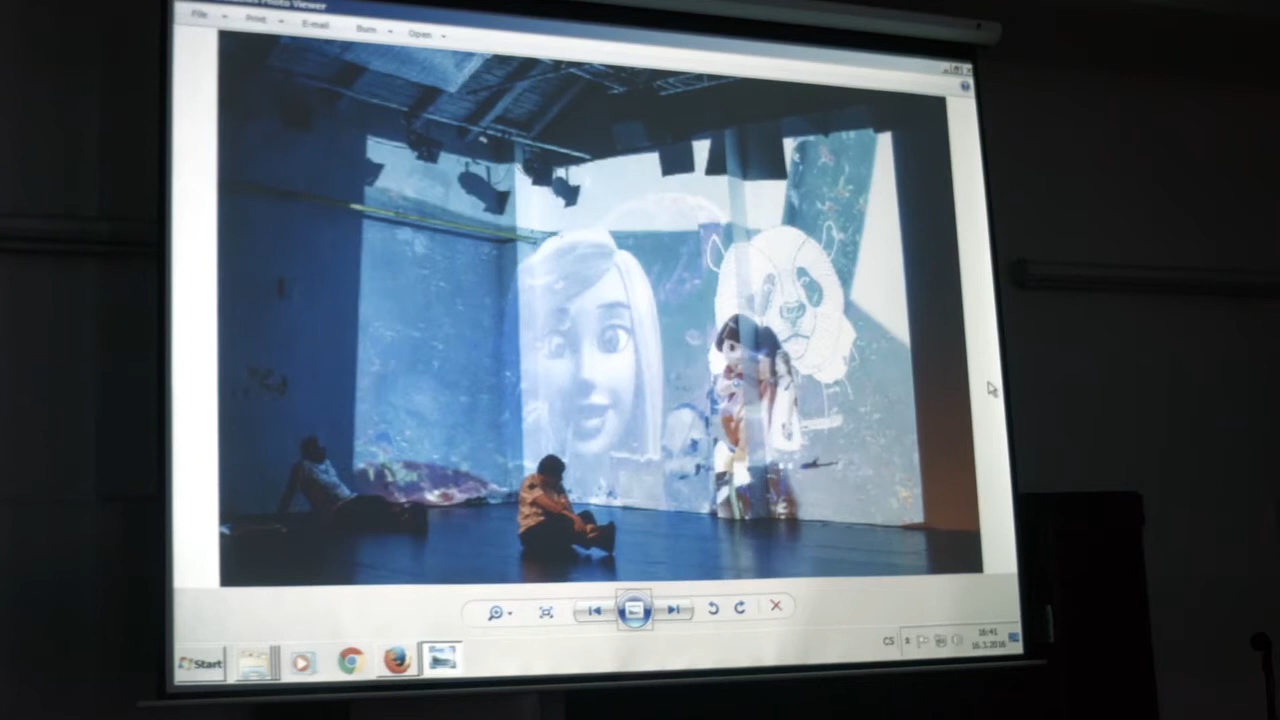 Photo Viewer
File Print E-mail Burn Open
Start
CS
16:41
16.3.2016